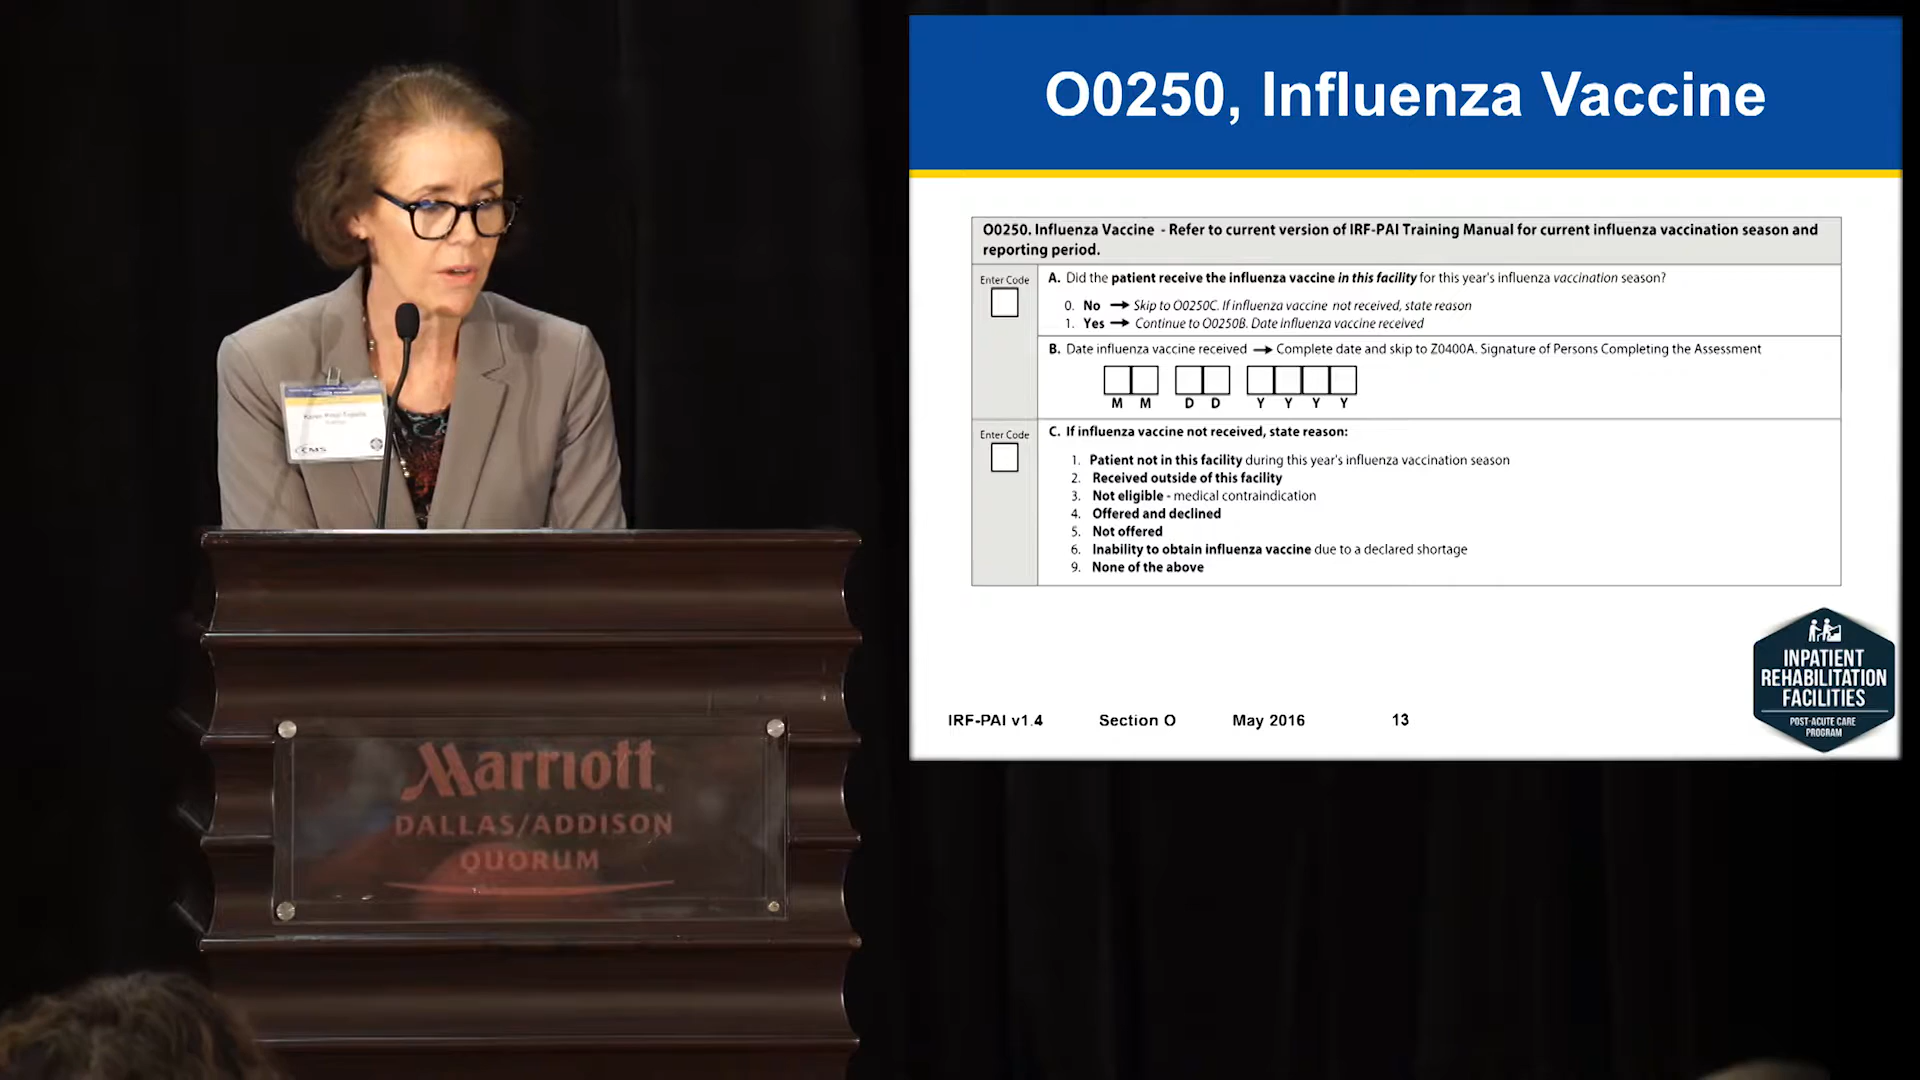 O0250, Influenza Vaccine
O0250. Influenza Vaccine - Refer to current version of IRF-PAI Training Manual for current influenza vaccination season and
reporting period.
Enter Code
A. Did the patient receive the influenza vaccine in this facility for this year's influenza vaccination season?
0. No → Skip to O0250C. If influenza vaccine not received, state reason
1. Yes → Continue to O0250B. Date influenza vaccine received
B. Date influenza vaccine received → Complete date and skip to Z0400A. Signature of Persons Completing the Assessment
M M D D Y Y Y Y
Enter Code
C. If influenza vaccine not received, state reason:
1. Patient not in this facility during this year's influenza vaccination season
2. Received outside of this facility
3. Not eligible - medical contraindication
4. Offered and declined
5. Not offered
6. Inability to obtain influenza vaccine due to a declared shortage
9. None of the above
INPATIENT
REHABILITATION
FACILITIES
POST-ACUTE CARE
PROGRAM
IRF-PAI v1.4 Section O May 2016 13
CMS
Marriott
DALLAS/ADDISON
QUORUM